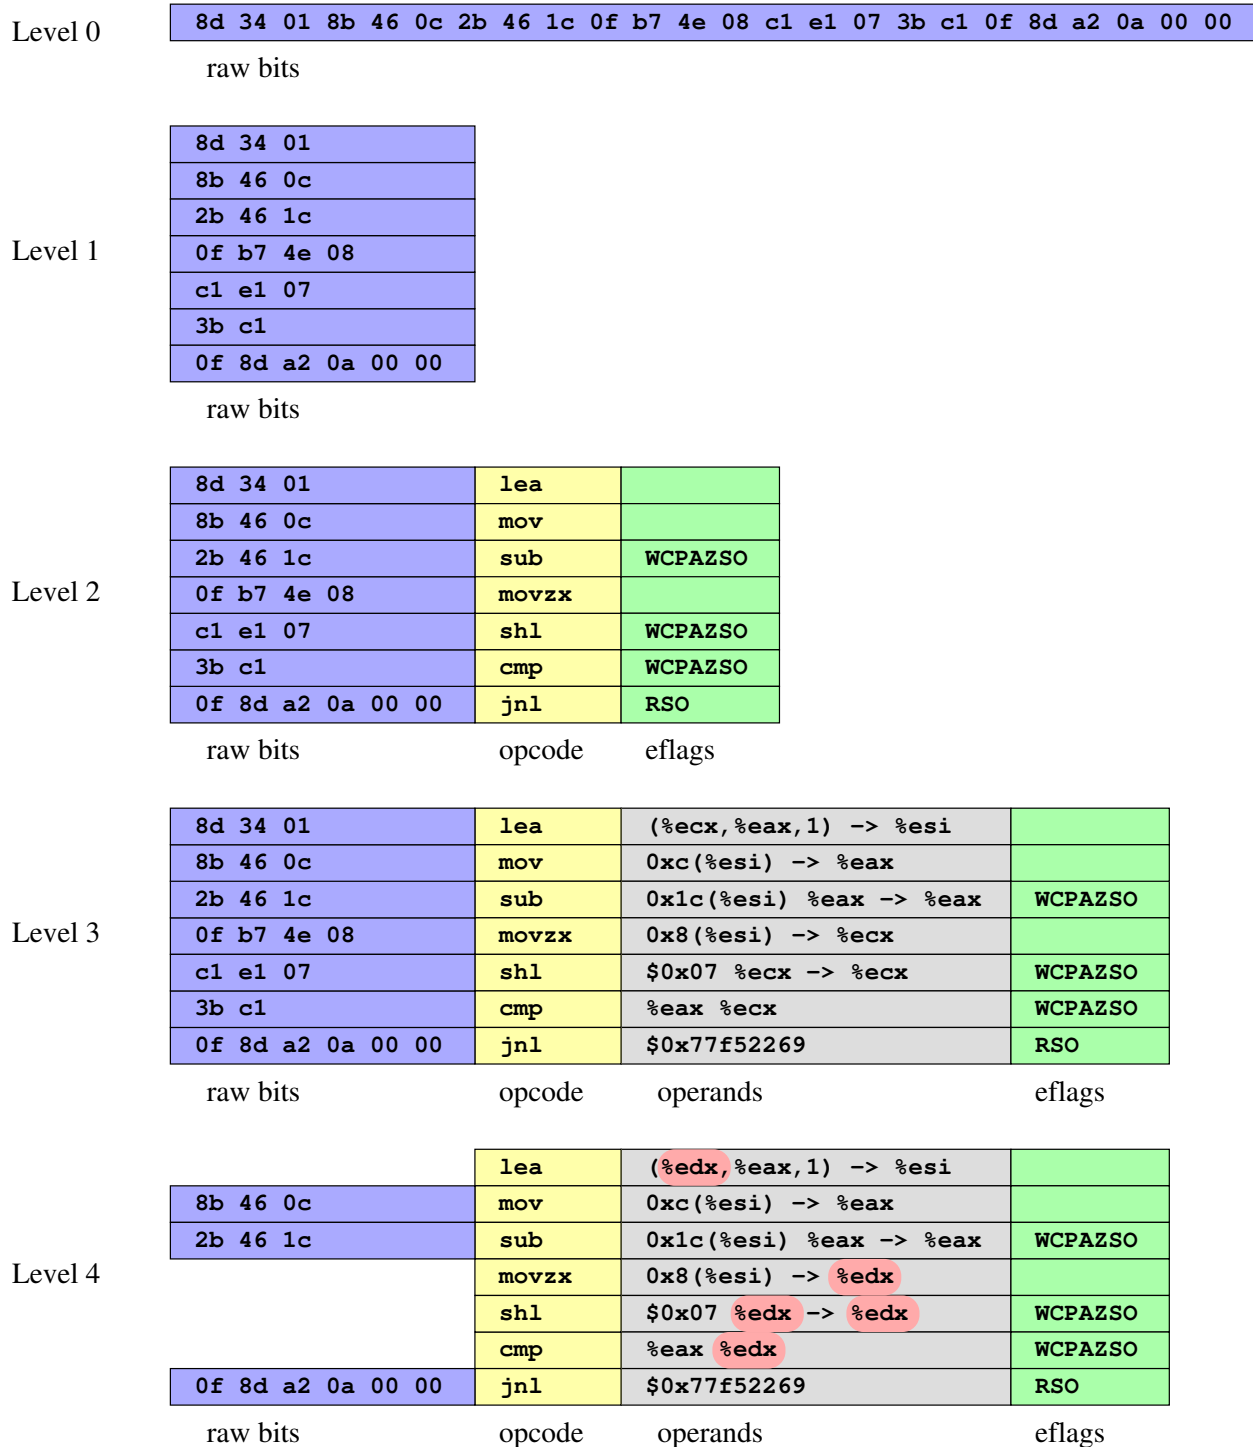 Level 0 8d 34 01 8b 46 0c 2b 46 1c 0f b7 4e 08 c1 e1 07 3b c1 0f 8d a2 0a 00 00
raw bits
8d 34 01
8b 46 0c
2b 46 1c
Level 1 0f b7 4e 08
c1 e1 07
3b c1
0f 8d a2 0a 00 00
raw bits
8d 34 01 lea
8b 46 0c mov
2b 46 1c sub WCPAZSO
Level 2 0f b7 4e 08 movzx
c1 e1 07 shl WCPAZSO
3b c1 cmp WCPAZSO
0f 8d a2 0a 00 00 jnl RSO
raw bits opcode eflags
8d 34 01 lea (%ecx,%eax,1) -> %esi
8b 46 0c mov 0xc(%esi) -> %eax
2b 46 1c sub 0x1c(%esi) %eax -> %eax WCPAZSO
Level 3 0f b7 4e 08 movzx 0x8(%esi) -> %ecx
c1 e1 07 shl $0x07 %ecx -> %ecx WCPAZSO
3b c1 cmp %eax %ecx WCPAZSO
0f 8d a2 0a 00 00 jnl $0x77f52269 RSO
raw bits opcode operands eflags
lea (%edx,%eax,1) -> %esi
8b 46 0c mov 0xc(%esi) -> %eax
2b 46 1c sub 0x1c(%esi) %eax -> %eax WCPAZSO
Level 4 movzx 0x8(%esi) -> %edx
shl $0x07 %edx -> %edx WCPAZSO
cmp %eax %edx WCPAZSO
0f 8d a2 0a 00 00 jnl $0x77f52269 RSO
raw bits opcode operands eflags